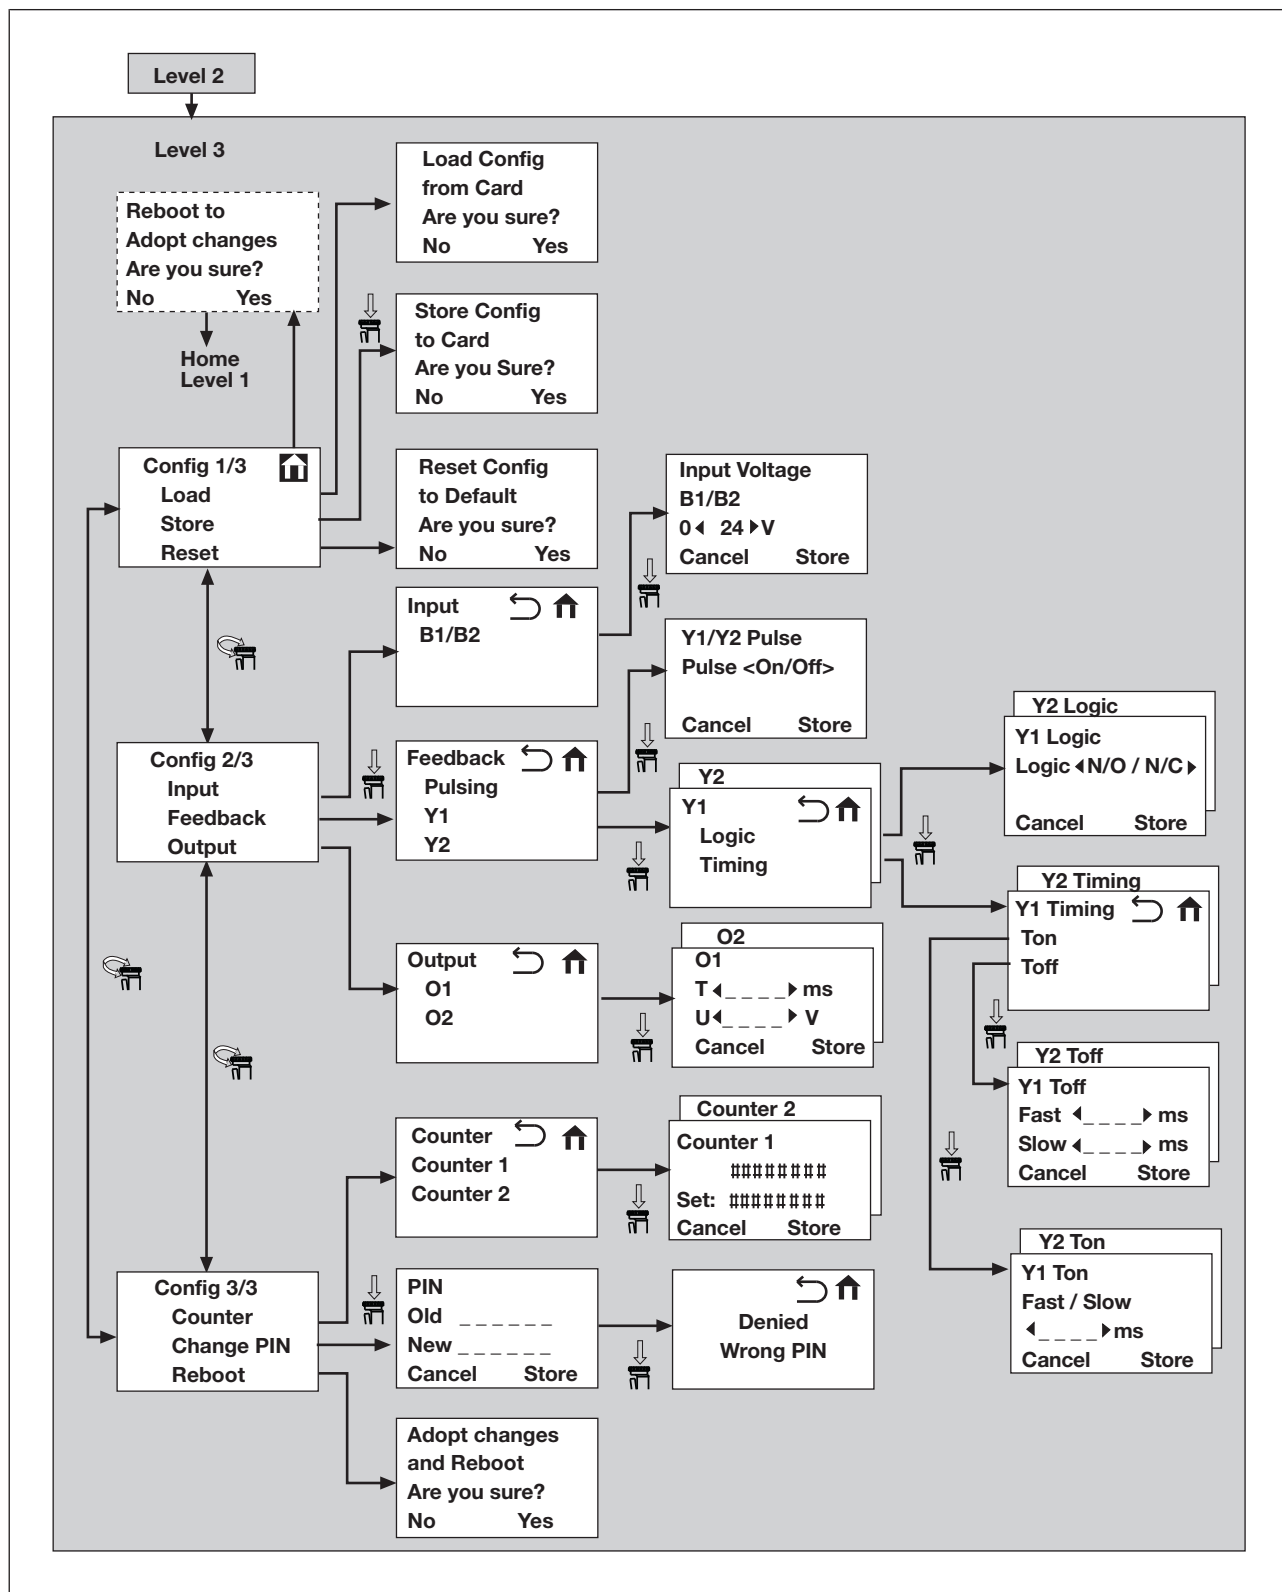 Level 2
Level 3
Reboot to
Adopt changes
Are you sure?
No Yes
Home
Level 1
Load Config
from Card
Are you sure?
No Yes
Store Config
to Card
Are you Sure?
No Yes
Config 1/3
Load
Store
Reset
Reset Config
to Default
Are you sure?
No Yes
Input Voltage
B1/B2
0 24 V
Cancel Store
Input
B1/B2
Y1/Y2 Pulse
Pulse <On/Off>
Cancel Store
Config 2/3
Input
Feedback
Output
Feedback
Pulsing
Y1
Y2
Y2
Y1
Logic
Timing
Y2 Logic
Y1 Logic
Logic ◀N/O / N/C▶
Cancel Store
Y2 Timing
Y1 Timing
Ton
Toff
Output
O1
O2
O2
O1
T◀_ _ _ _▶ ms
U◀_ _ _ _▶ V
Cancel Store
Y2 Toff
Y1 Toff
Fast ◀_ _ _ _▶ ms
Slow ◀_ _ _ _▶ ms
Cancel Store
Counter
Counter 1
Counter 2
Counter 2
Counter 1
########
Set: ########
Cancel Store
Y2 Ton
Y1 Ton
Fast / Slow
◀_ _ _ _▶ms
Cancel Store
Config 3/3
Counter
Change PIN
Reboot
PIN
Old _ _ _ _ _ _
New _ _ _ _ _ _
Cancel Store
Denied
Wrong PIN
Adopt changes
and Reboot
Are you sure?
No Yes